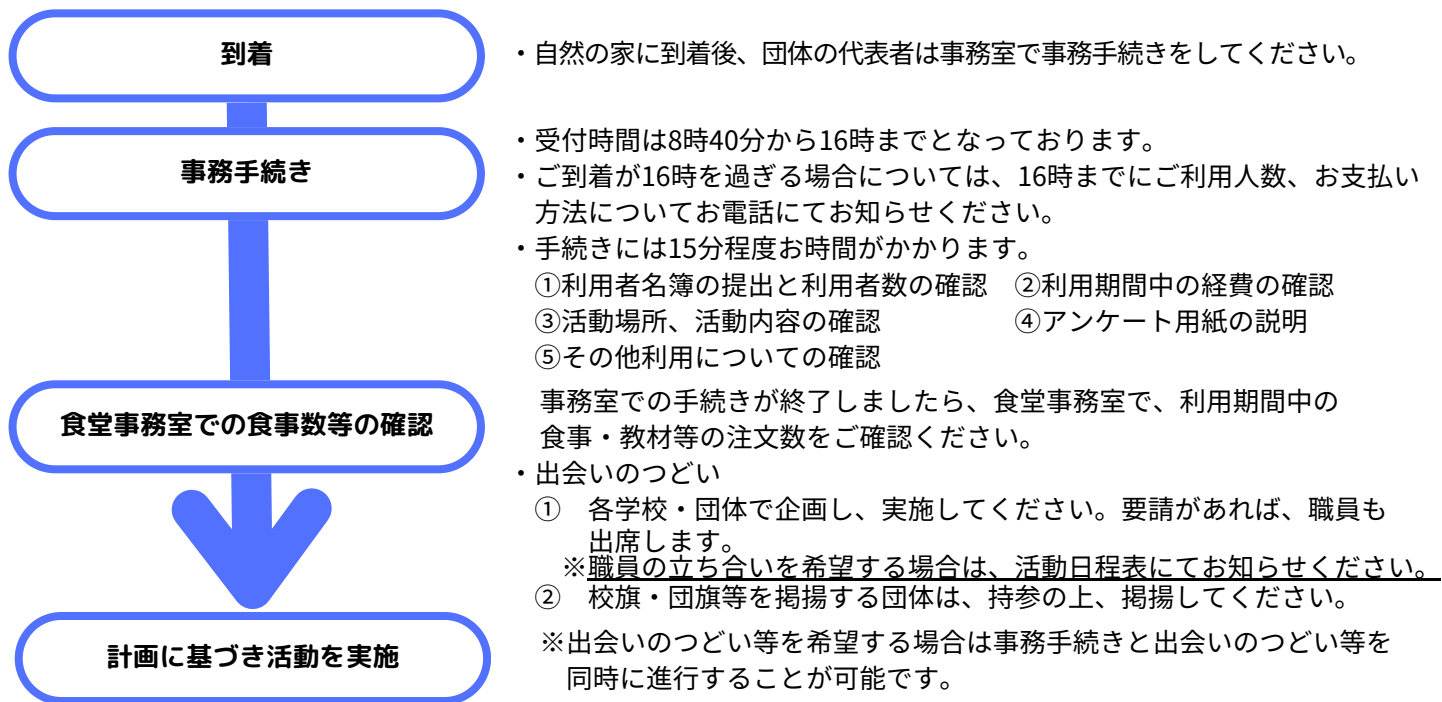 到着
・自然の家に到着後、団体の代表者は事務室で事務手続きをしてください。
事務手続き
・受付時間は8時40分から16時までとなっております。
・ご到着が16時を過ぎる場合については、16時までにご利用人数、お支払い
方法についてお電話にてお知らせください。
・手続きには15分程度お時間がかかります。
①利用者名簿の提出と利用者数の確認　②利用期間中の経費の確認
③活動場所、活動内容の確認　④アンケート用紙の説明
⑤その他利用についての確認
食堂事務室での食事数等の確認
事務室での手続きが終了しましたら、食堂事務室で、利用期間中の
食事・教材等の注文数をご確認ください。
・出会いのつどい
①　各学校・団体で企画し、実施してください。要請があれば、職員も
出席します。
※職員の立ち合いを希望する場合は、活動日程表にてお知らせください。
②　校旗・団旗等を掲揚する団体は、持参の上、掲揚してください。
計画に基づき活動を実施
※出会いのつどい等を希望する場合は事務手続きと出会いのつどい等を
同時に進行することが可能です。